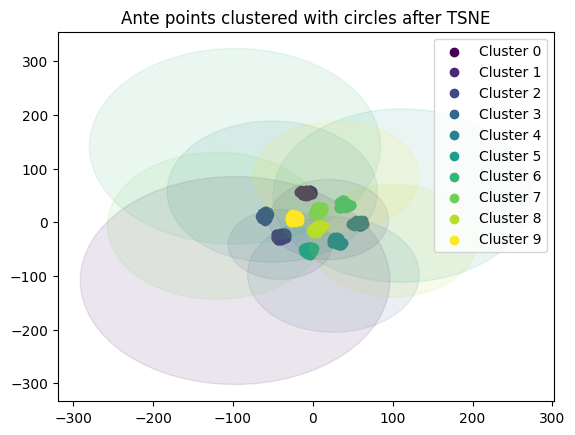 Ante points clustered with circles after TSNE
300
200
100
0
−100
−200
−300
−300
−200
−100
0
100
200
300
Cluster 0
Cluster 1
Cluster 2
Cluster 3
Cluster 4
Cluster 5
Cluster 6
Cluster 7
Cluster 8
Cluster 9